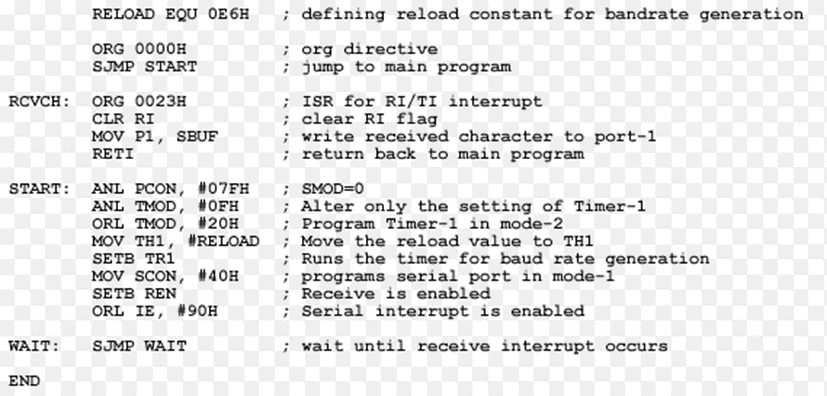 RELOAD EQU 0E6H ; defining reload constant for bandrate generation
ORG 0000H ; org directive
SJMP START ; jump to main program
RCVCH: ORG 0023H ; ISR for RI/TI interrupt
CLR RI ; clear RI flag
MOV P1, SBUF ; write received character to port-1
RETI ; return back to main program
START: ANL PCON, #07FH ; SMOD=0
ANL TMOD, #0FH ; Alter only the setting of Timer-1
ORL TMOD, #20H ; Program Timer-1 in mode-2
MOV TH1, #RELOAD ; Move the reload value to TH1
SETB TR1 ; Runs the timer for baud rate generation
MOV SCON, #40H ; programs serial port in mode-1
SETB REN ; Receive is enabled
ORL IE, #90H ; Serial interrupt is enabled
WAIT: SJMP WAIT ; wait until receive interrupt occurs
END